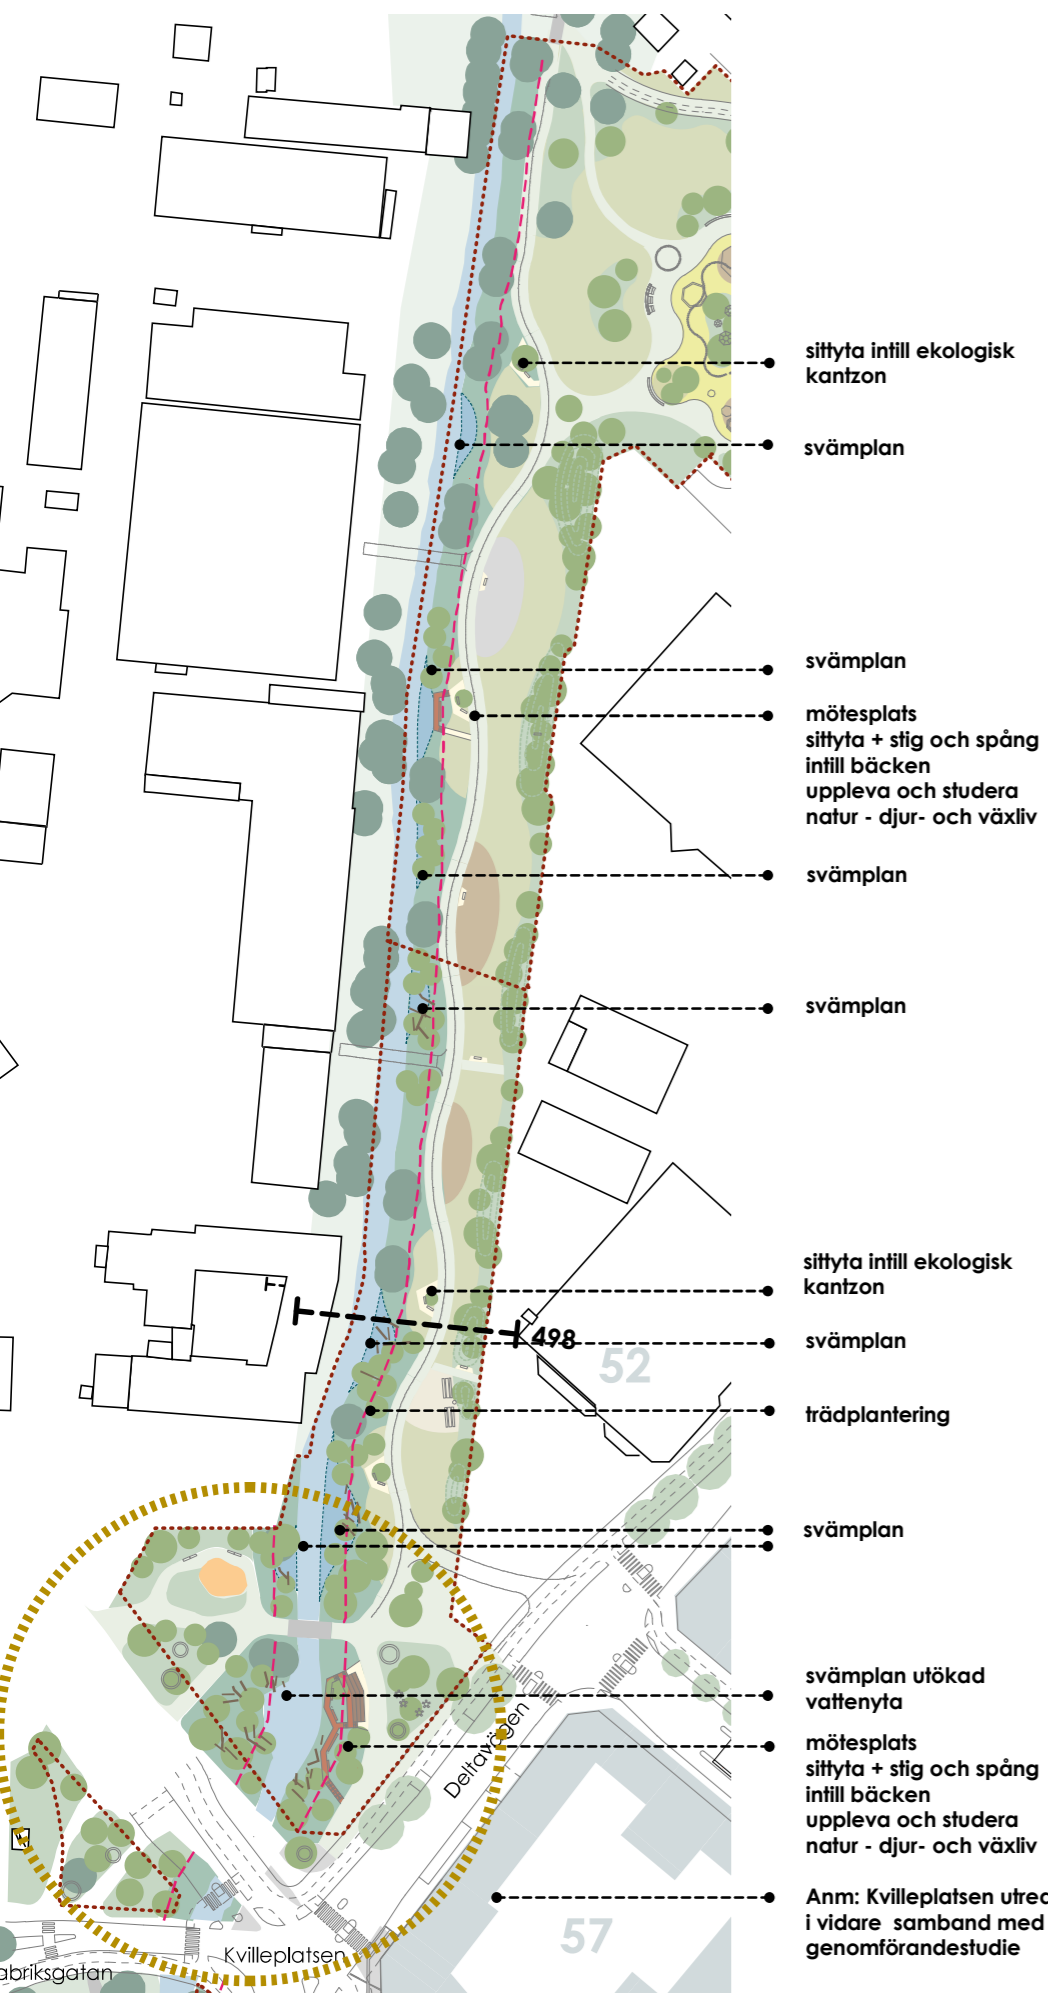 sittyta intill ekologisk
kantzon
svämplan
svämplan
mötesplats
sittyta + stig och spång
intill bäcken
uppleva och studera
natur - djur- och växliv
svämplan
svämplan
sittyta intill ekologisk
kantzon
498
svämplan
52
trädplantering
svämplan
svämplan utökad
vattenyta
Deltavägen
mötesplats
sittyta + stig och spång
intill bäcken
uppleva och studera
natur - djur- och växliv
Anm: Kvilleplatsen utred
i vidare samband med
genomförandestudie
57
Kvilleplatsen
abriksgatan